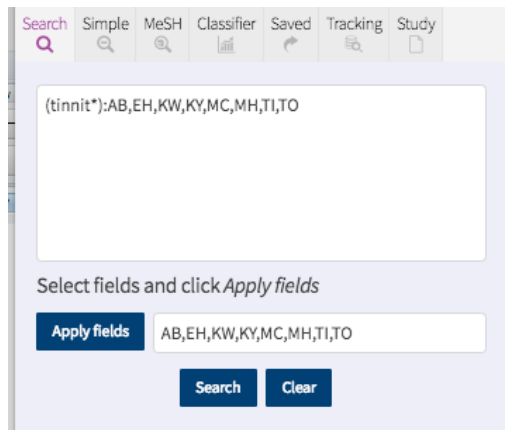 Search Simple MeSH Classifier Saved Tracking Study
(tinnit*):AB,EH,KW,KY,MC,MH,TI,TO
Select fields and click Apply fields
Apply fields AB,EH,KW,KY,MC,MH,TI,TO
Search Clear